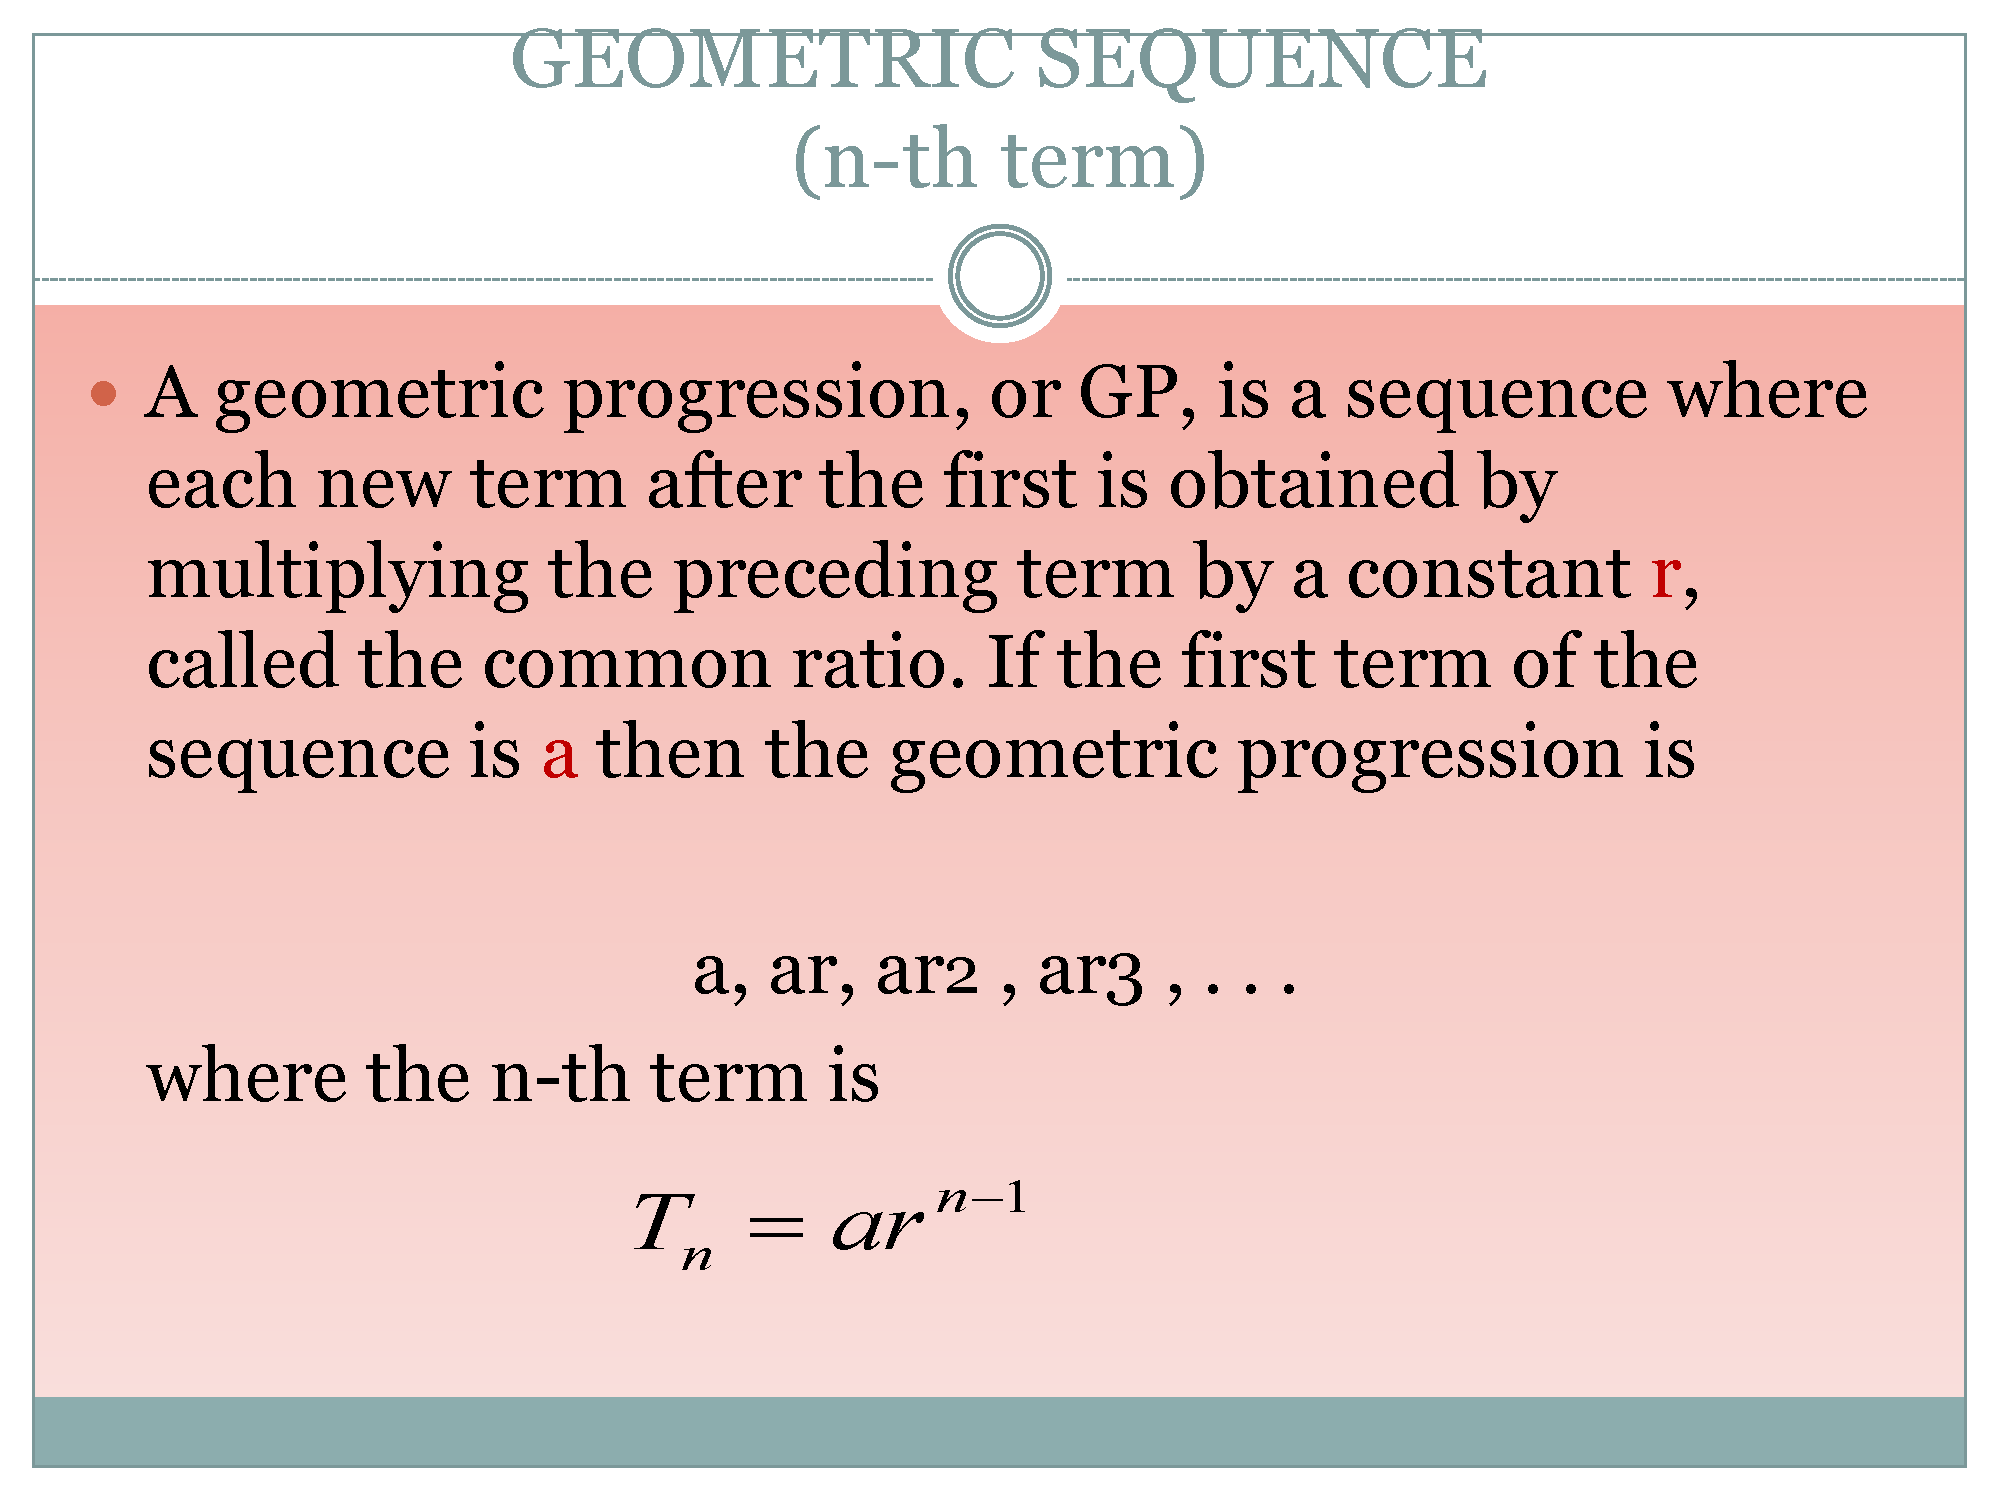 GEOMETRIC SEQUENCE
(n-th term)
• A geometric progression, or GP, is a sequence where
each new term after the first is obtained by
multiplying the preceding term by a constant r,
called the common ratio. If the first term of the
sequence is a then the geometric progression is
a, ar, ar2 , ar3 , . . .
where the n-th term is
Tₙ = arⁿ⁻¹